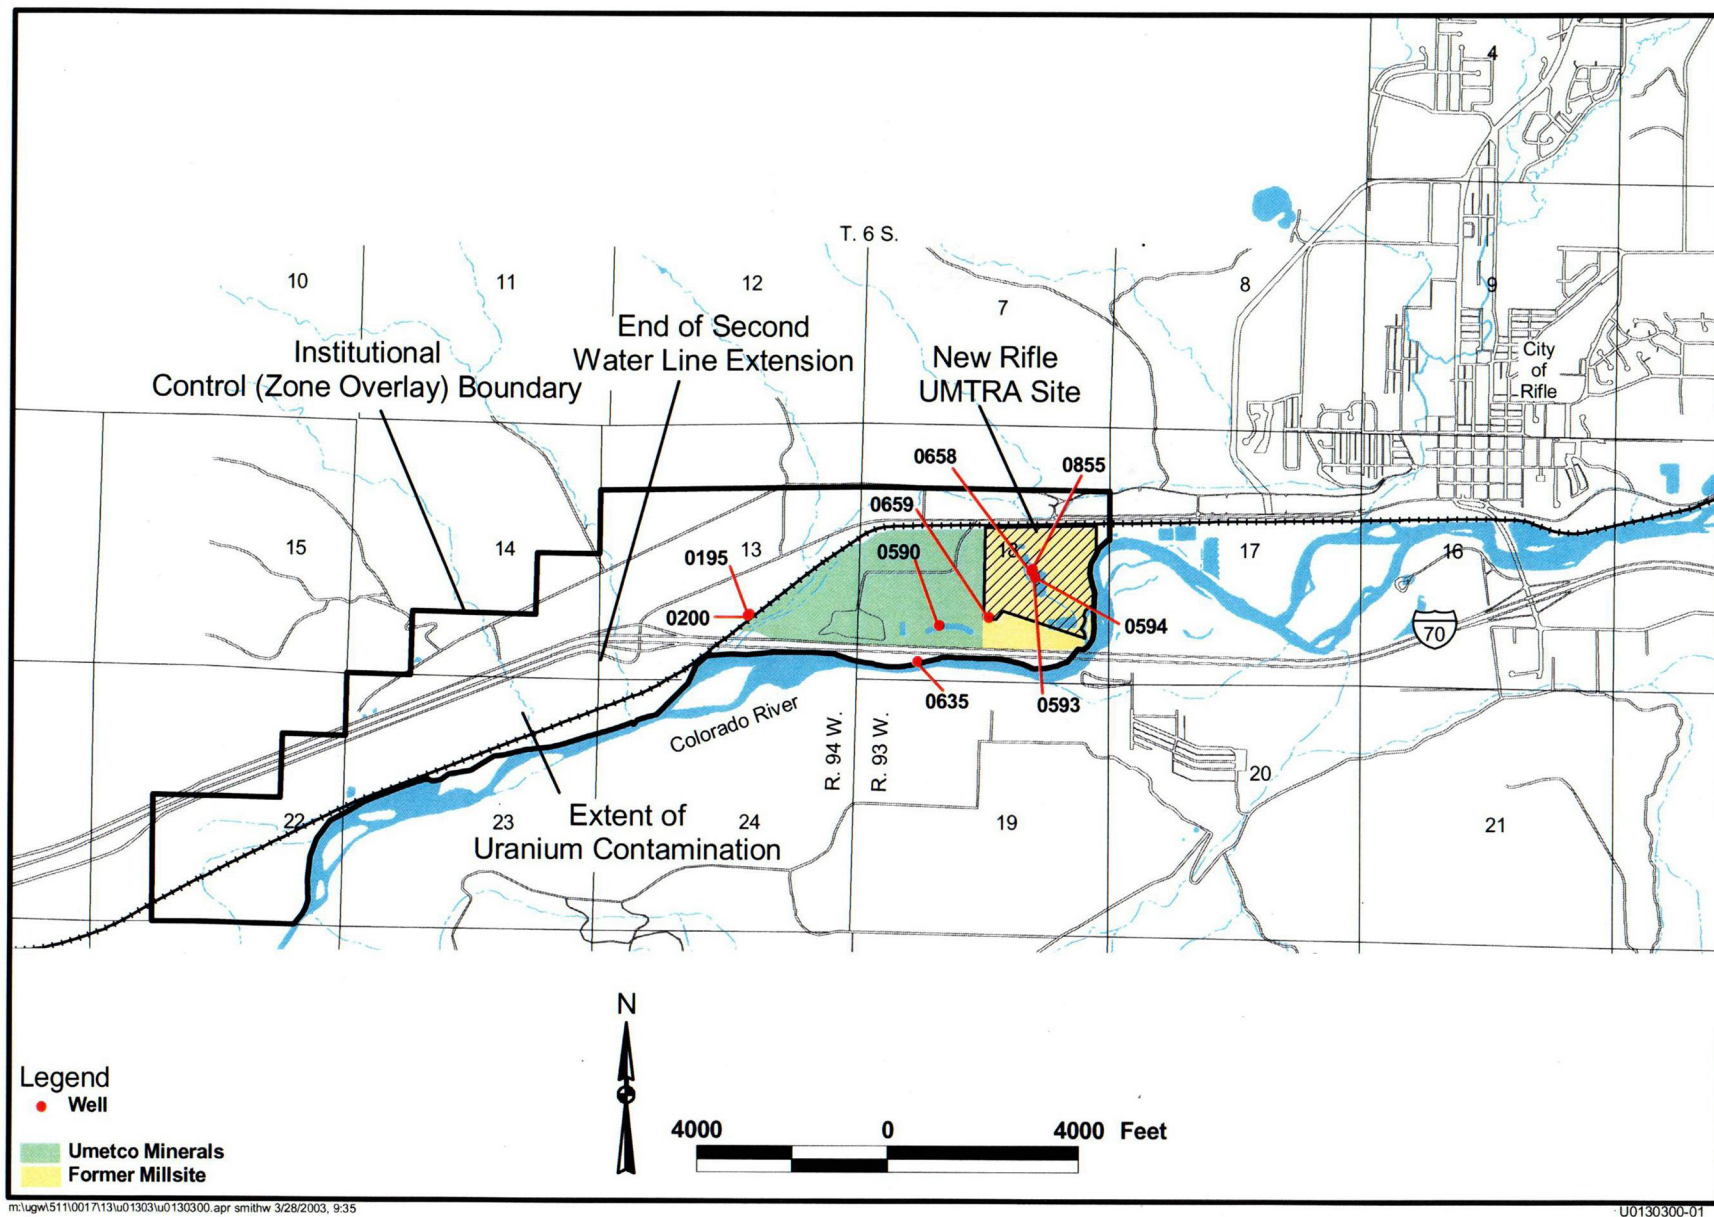 4
T. 6 S.
10
11
12
7
8
9
End of Second
Water Line Extension
Institutional
Control (Zone Overlay) Boundary
New Rifle
UMTRA Site
City
of
Rifle
0658
0855
0659
15
14
13
0590
18
17
16
0195
0200
0594
70
0635
0593
Colorado River
R. 94 W.
R. 93 W.
20
22
23
24
19
21
Extent of
Uranium Contamination
N
Legend
Well
4000 0 4000 Feet
Umetco Minerals
Former Millsite
m:\ugw\511\0017\13\u01303\u0130300.apr smithw 3/28/2003, 9:35
U0130300-01